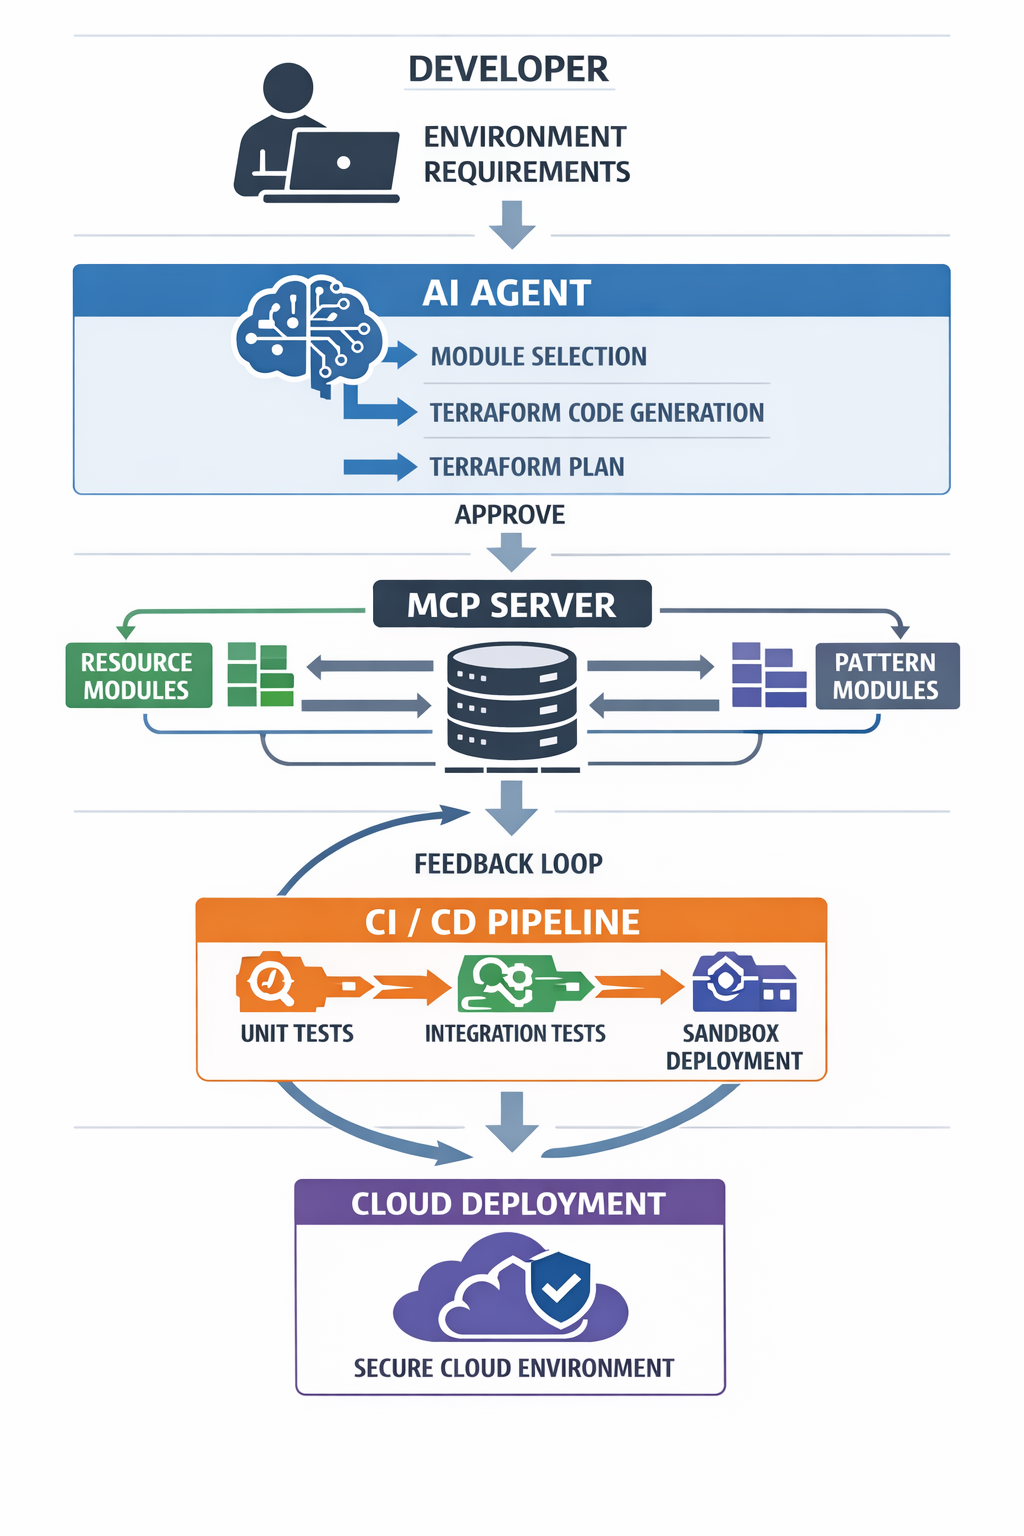 DEVELOPER
ENVIRONMENT
REQUIREMENTS
AI AGENT
MODULE SELECTION
TERRAFORM CODE GENERATION
TERRAFORM PLAN
APPROVE
MCP SERVER
RESOURCE
MODULES
PATTERN
MODULES
FEEDBACK LOOP
CI / CD PIPELINE
UNIT TESTS
INTEGRATION TESTS
SANDBOX
DEPLOYMENT
CLOUD DEPLOYMENT
SECURE CLOUD ENVIRONMENT